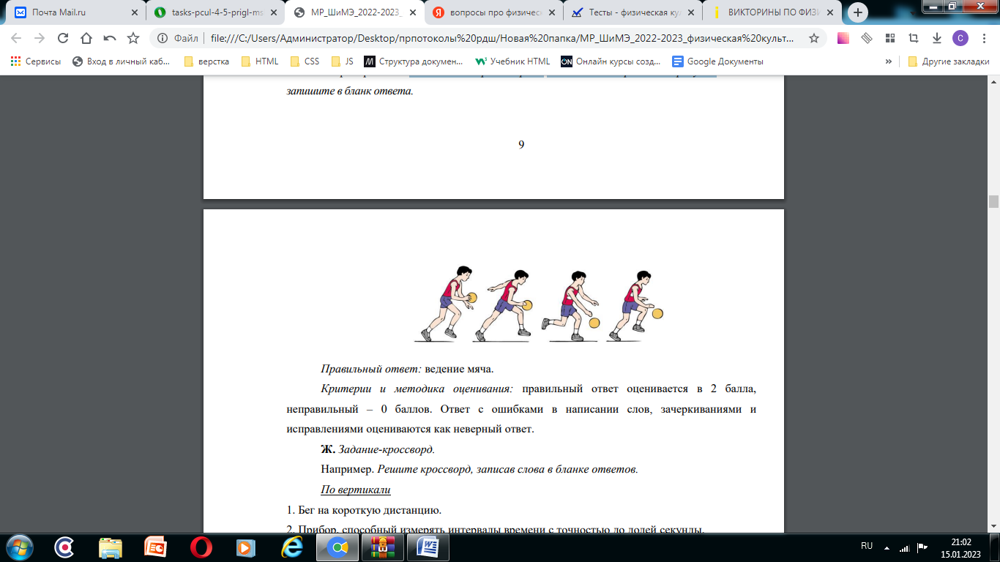 Почта Mail.ru
tasks-pcul-4-5-prigl-ms
МР_ШиМЭ_2022-2023_
вопросы про физическ
Тесты - физическая ку
ВИКТОРИНЫ ПО ФИЗИ
Файл file:///C:/Users/Администратор/Desktop/прпотоколы%20рдш/Новая%20папка/МР_ШиМЭ_2022-2023_физическая%20культ... С
Сервисы Вход в личный каб... верстка HTML CSS JS Структура докумен... Учебник HTML Онлайн курсы созд... Google Документы » Другие закладки
запишите в бланк ответа.
9
Правильный ответ: ведение мяча.
Критерии и методика оценивания: правильный ответ оценивается в 2 балла,
неправильный – 0 баллов. Ответ с ошибками в написании слов, зачеркиваниями и
исправлениями оцениваются как неверный ответ.
Ж. Задание-кроссворд.
Например. Решите кроссворд, записав слова в бланке ответов.
По вертикали
1. Бег на короткую дистанцию.
2. Прибор, способный измерять интервалы времени с точностью до долей секунды.
RU
21:02
15.01.2023